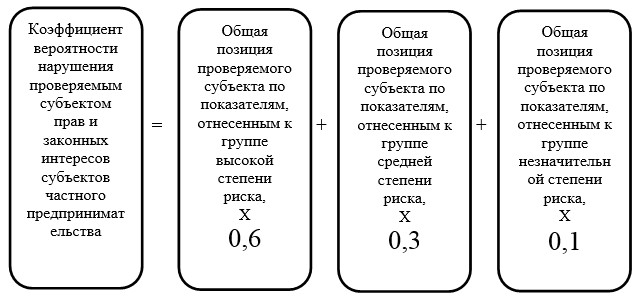 Коэффициент
вероятности
нарушения
проверяемым
субъектом
прав и
законных
интересов
субъектов
частного
предпринимат
ельства
=
Общая
позиция
проверяемого
субъекта по
показателям,
отнесенным к
группе
высокой
степени
риска,
Х
0,6
+
Общая
позиция
проверяемого
субъекта по
показателям,
отнесенным к
группе
средней
степени
риска,
Х
0,3
+
Общая
позиция
проверяемого
субъекта по
показателям,
отнесенным к
группе
незначительн
ой степени
риска,
Х
0,1